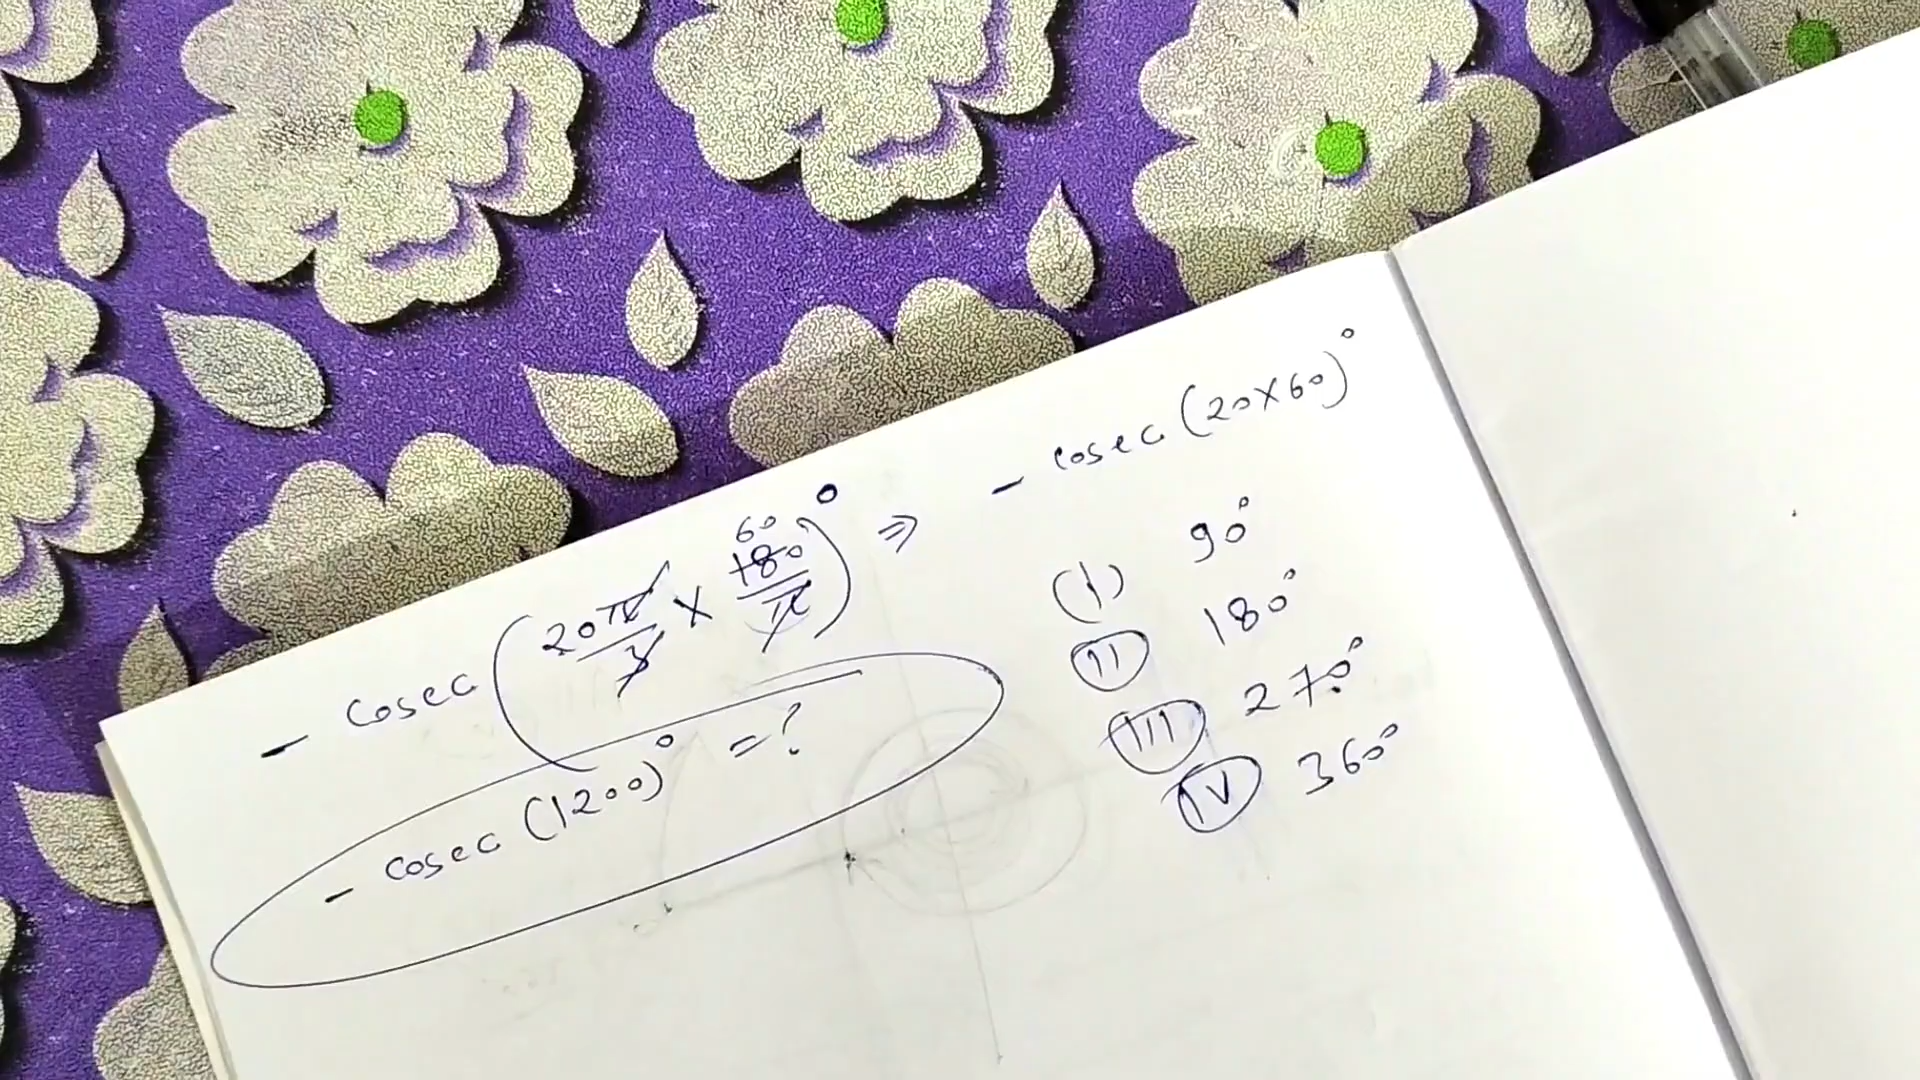 - cosec (20π/3 × 180/π)° ⇒ - cosec (20×60)°
60
- cosec (1200)° = ?
(I) 90°
(II) 180°
(III) 270°
(IV) 360°